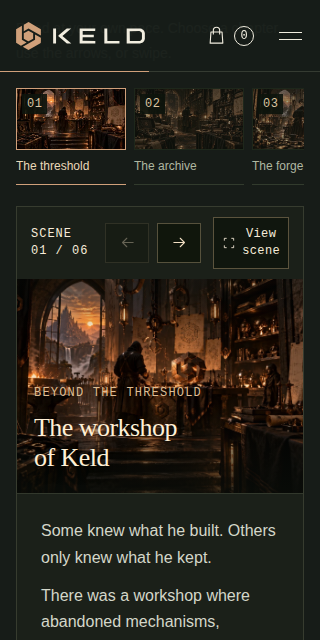 KELD
0
01
02
03
The threshold
The archive
The forge
SCENE
01 / 06
View
scene
BEYOND THE THRESHOLD
The workshop
of Keld
Some knew what he built. Others
only knew what he kept.
There was a workshop where
abandoned mechanisms,